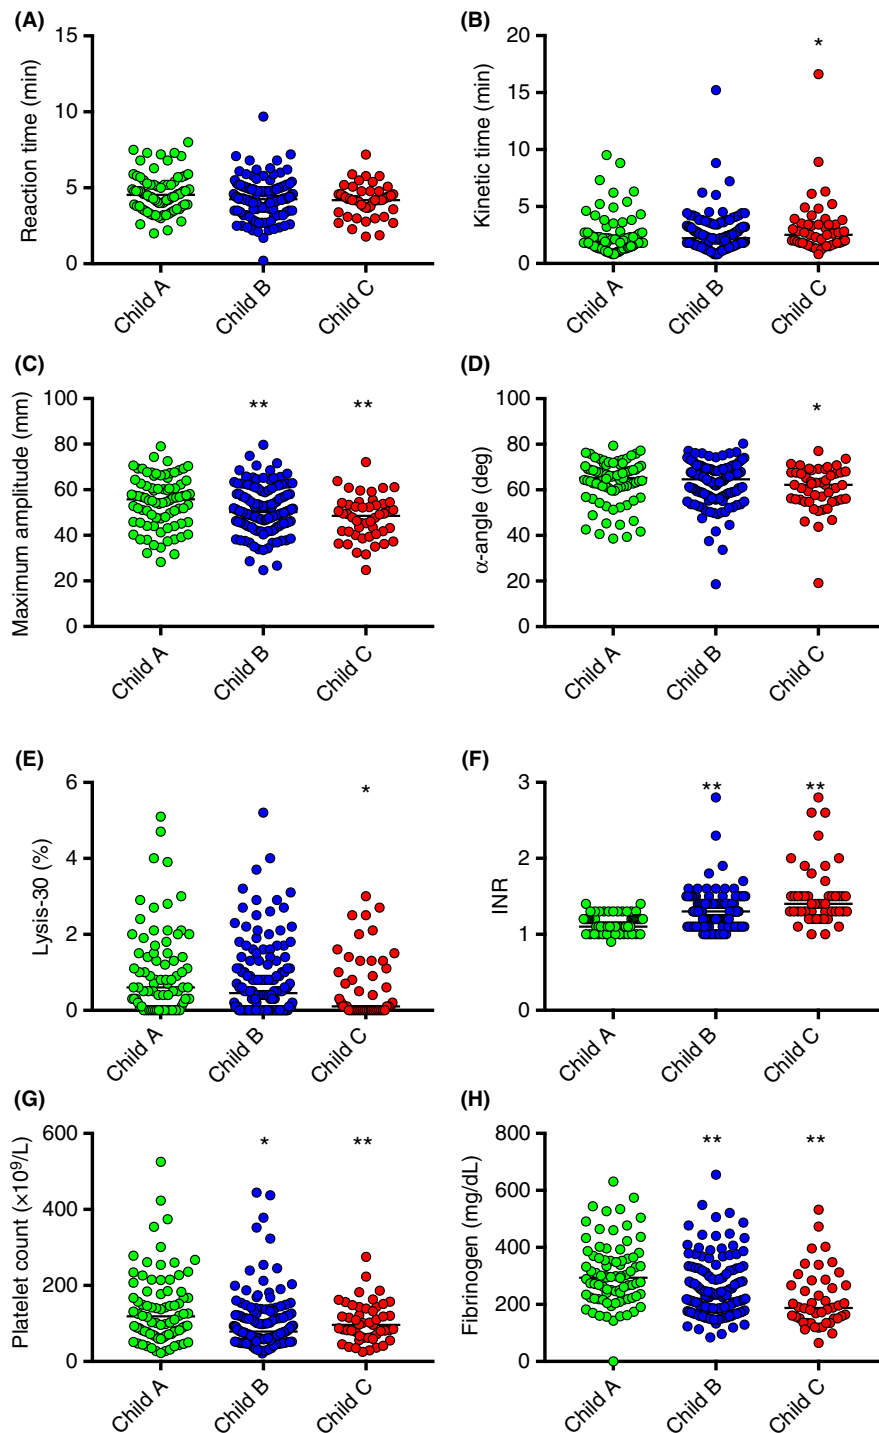 (A)
Reaction time (min)
15
10
5
0
Child A
Child B
Child C
(B)
Kinetic time (min)
20
15
10
5
0
*
Child A
Child B
Child C
(C)
Maximum amplitude (mm)
100
80
60
40
20
0
** **
Child A
Child B
Child C
(D)
α-angle (deg)
100
80
60
40
20
0
*
Child A
Child B
Child C
(E)
Lysis-30 (%)
6
4
2
0
*
Child A
Child B
Child C
(F)
INR
3
2
1
0
** **
Child A
Child B
Child C
(G)
Platelet count (×10⁹/L)
600
400
200
0
* **
Child A
Child B
Child C
(H)
Fibrinogen (mg/dL)
800
600
400
200
0
** **
Child A
Child B
Child C